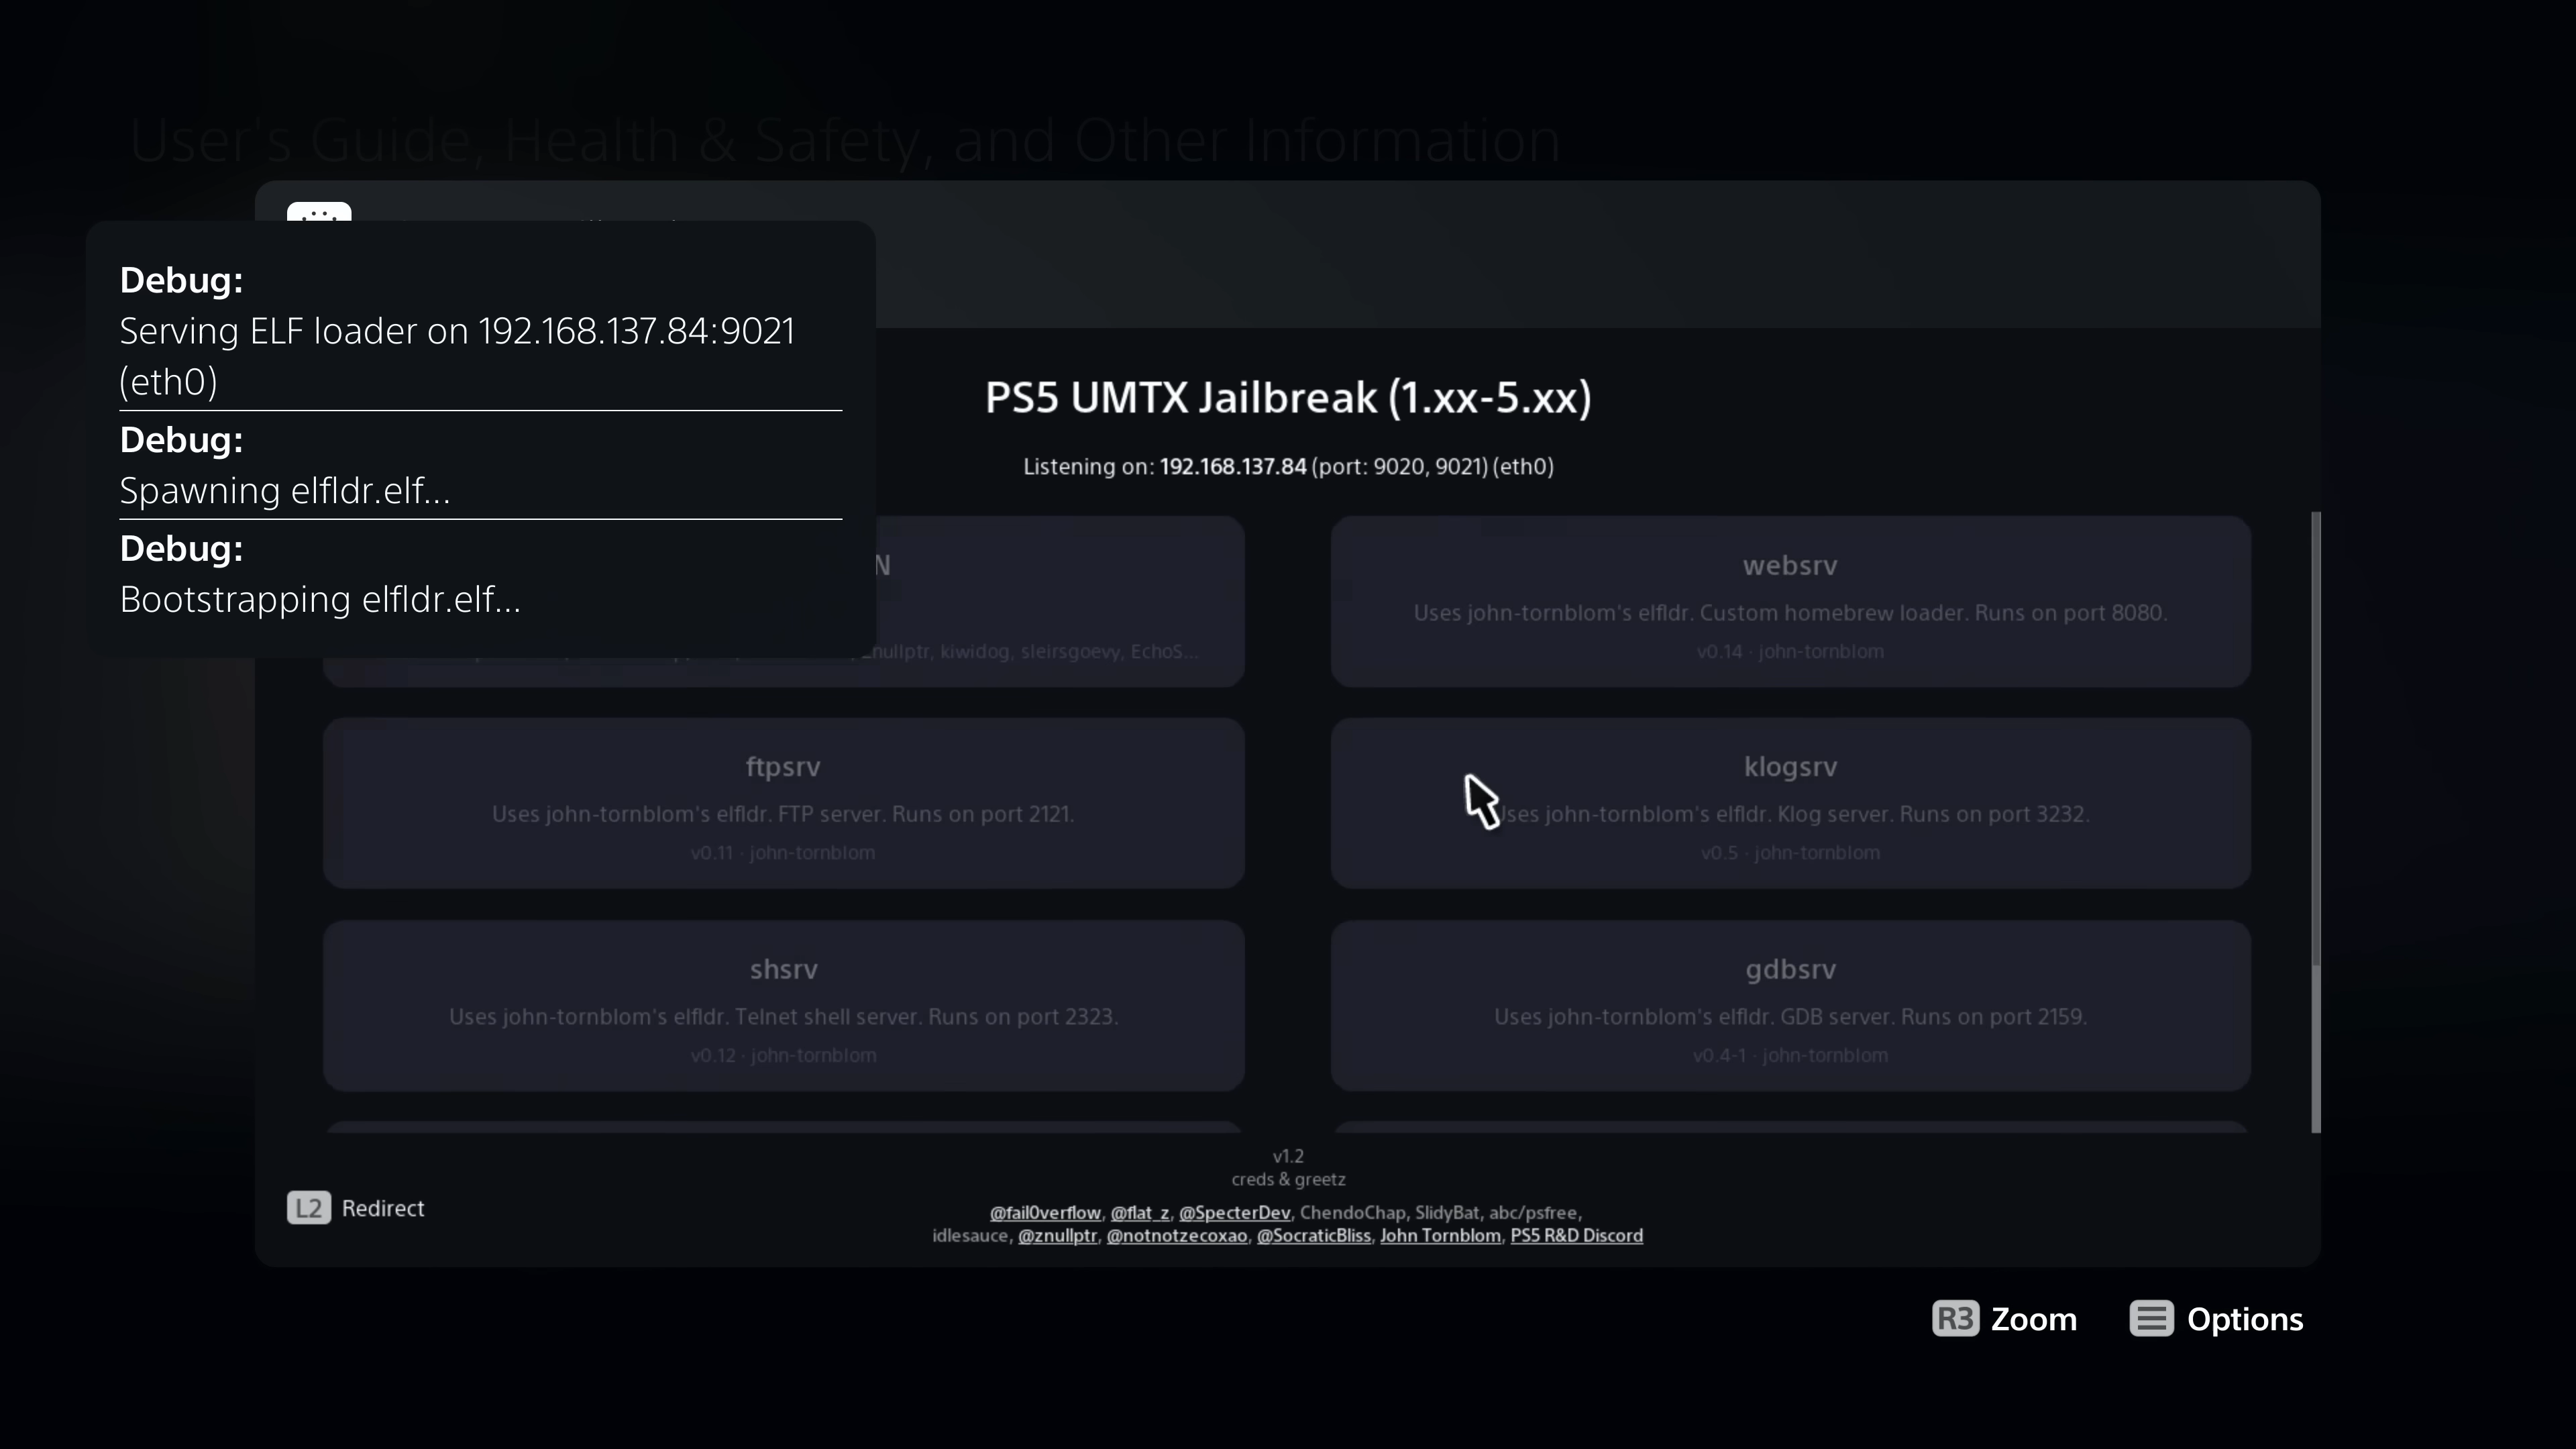 User's Guide, Health & Safety, and Other Information
Debug:
Serving ELF loader on 192.168.137.84:9021
(eth0)
Debug:
Spawning elfldr.elf...
Debug:
Bootstrapping elfldr.elf...
PS5 UMTX Jailbreak (1.xx-5.xx)
Listening on: 192.168.137.84 (port: 9020, 9021) (eth0)
N
znullptr, kiwidog, sleirsgoevy, EchoS...
websrv
Uses john-tornblom's elfldr. Custom homebrew loader. Runs on port 8080.
v0.14 · john-tornblom
ftpsrv
Uses john-tornblom's elfldr. FTP server. Runs on port 2121.
v0.11 · john-tornblom
klogsrv
Uses john-tornblom's elfldr. Klog server. Runs on port 3232.
v0.5 · john-tornblom
shsrv
Uses john-tornblom's elfldr. Telnet shell server. Runs on port 2323.
v0.12 · john-tornblom
gdbsrv
Uses john-tornblom's elfldr. GDB server. Runs on port 2159.
v0.4-1 · john-tornblom
v1.2
creds & greetz
@fail0verflow, @flat_z, @SpecterDev, ChendoChap, SlidyBat, abc/psfree,
idlesauce, @znullptr, @notnotzecoxao, @SocraticBliss, John Tornblom, PS5 R&D Discord
L2 Redirect
R3 Zoom
Options